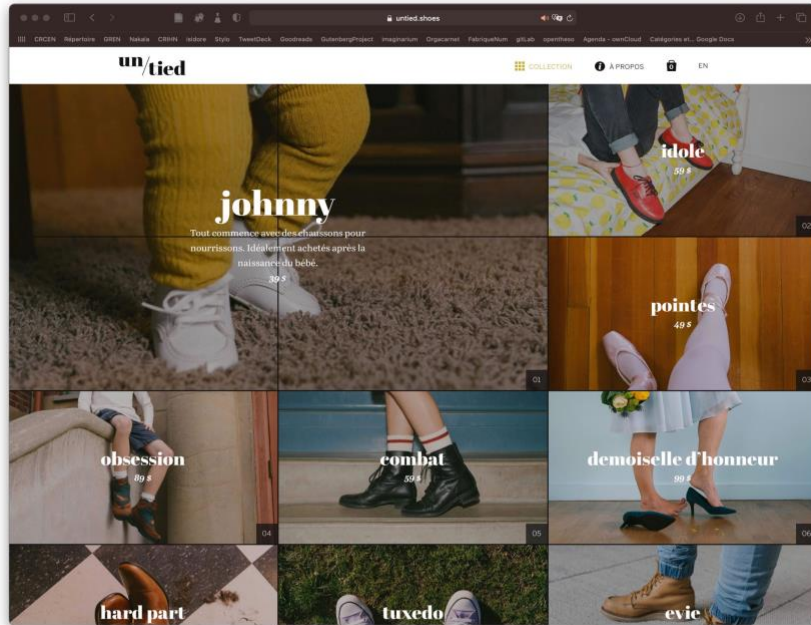 untied.shoes
CRCEN Répertoire GREN Nakala CRIHN Isidore Stylo TweetDeck Goodreads GutenbergProject imaginarium Orgacarnet FabriqueNum gitLab opentheso Agenda – ownCloud Catégories et... Google Docs
un/tied
COLLECTION
À PROPOS
0
EN
johnny
Tout commence avec des chaussons pour
nourrissons. Idéalement achetés après la
naissance du bébé.
39 $
01
idole
59 $
02
pointes
49 $
03
obsession
89 $
04
combat
59 $
05
demoiselle d'honneur
99 $
06
hard part
tuxedo
evie